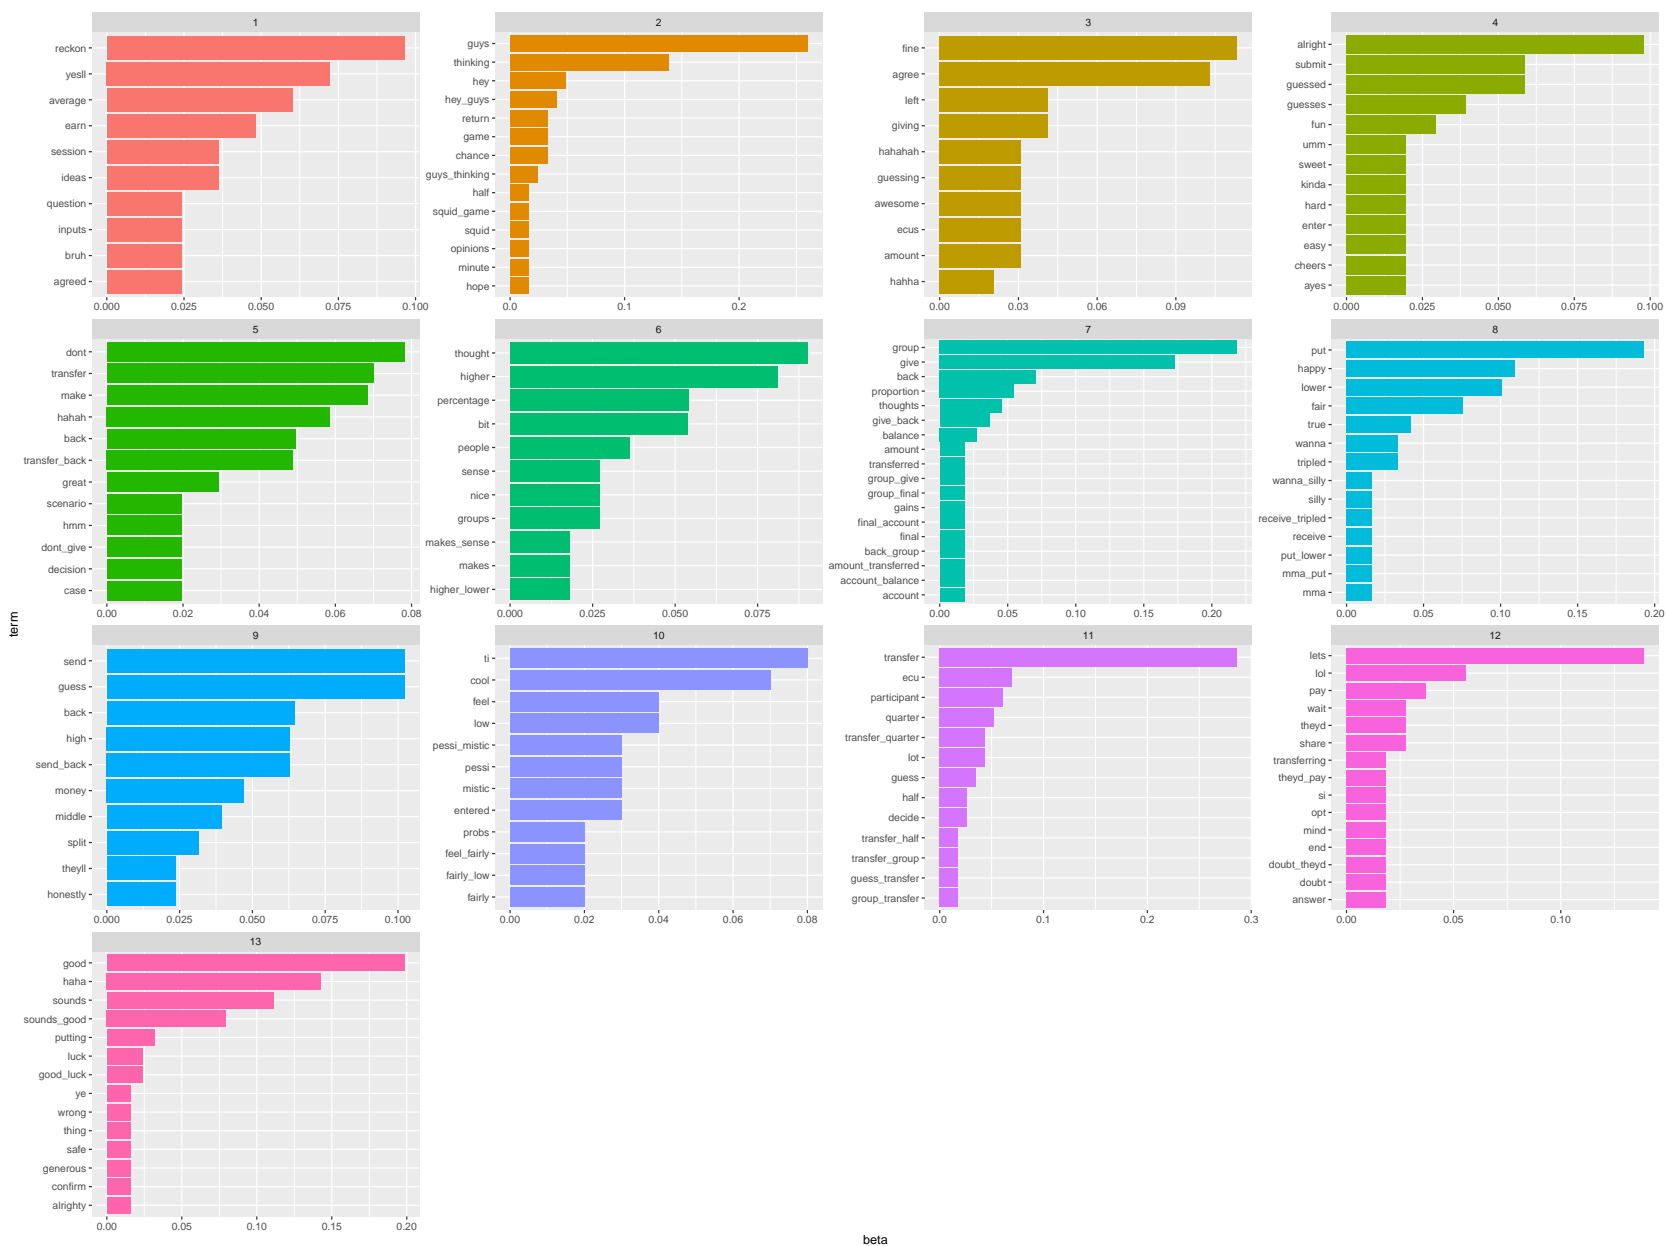 1
reckon
yesll
average
earn
session
ideas
question
inputs
bruh
agreed
0.000 0.025 0.050 0.075 0.100
2
guys
thinking
hey
hey_guys
return
game
chance
guys_thinking
half
squid_game
squid
opinions
minute
hope
0.0 0.1 0.2
3
fine
agree
left
giving
hahahah
guessing
awesome
ecus
amount
hahha
0.00 0.03 0.06 0.09
4
alright
submit
guessed
guesses
fun
umm
sweet
kinda
hard
enter
easy
cheers
ayes
0.000 0.025 0.050 0.075 0.100
5
dont
transfer
make
hahah
back
transfer_back
great
scenario
hmm
dont_give
decision
case
0.00 0.02 0.04 0.06 0.08
6
thought
higher
percentage
bit
people
sense
nice
groups
makes_sense
makes
higher_lower
0.000 0.025 0.050 0.075
7
group
give
back
proportion
thoughts
give_back
balance
amount
transferred
group_give
group_final
gains
final_account
final
back_group
amount_transferred
account_balance
account
0.00 0.05 0.10 0.15 0.20
8
put
happy
lower
fair
true
wanna
tripled
wanna_silly
silly
receive_tripled
receive
put_lower
mma_put
mma
0.00 0.05 0.10 0.15 0.20
term
9
send
guess
back
high
send_back
money
middle
split
theyll
honestly
0.000 0.025 0.050 0.075 0.100
10
ti
cool
feel
low
pessi_mistic
pessi
mistic
entered
probs
feel_fairly
fairly_low
fairly
0.00 0.02 0.04 0.06 0.08
11
transfer
ecu
participant
quarter
transfer_quarter
lot
guess
half
decide
transfer_half
transfer_group
guess_transfer
group_transfer
0.0 0.1 0.2 0.3
12
lets
lol
pay
wait
theyd
share
transferring
theyd_pay
si
opt
mind
end
doubt_theyd
doubt
answer
0.00 0.05 0.10
13
good
haha
sounds
sounds_good
putting
luck
good_luck
ye
wrong
thing
safe
generous
confirm
alrighty
0.00 0.05 0.10 0.15 0.20
beta